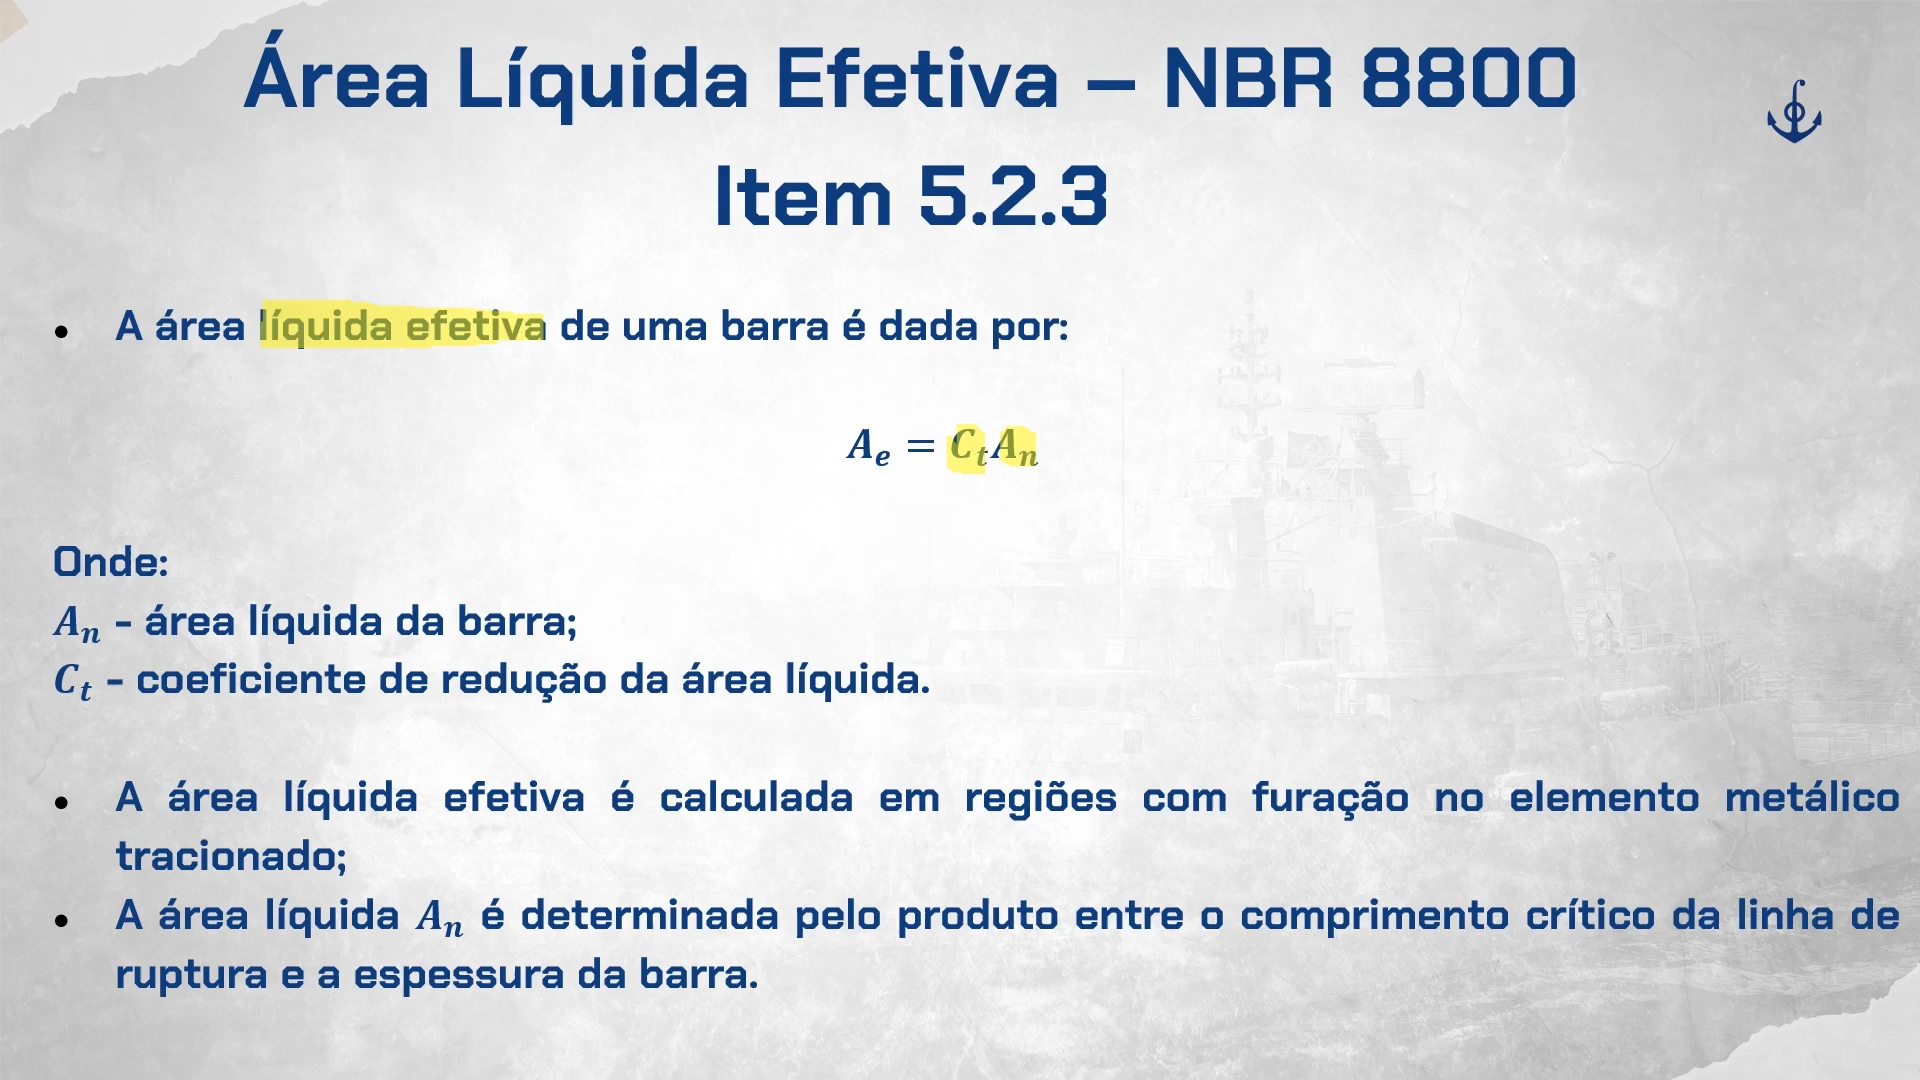 Área Líquida Efetiva – NBR 8800
Item 5.2.3
• A área líquida efetiva de uma barra é dada por:
A_e = C_t A_n
Onde:
A_n - área líquida da barra;
C_t - coeficiente de redução da área líquida.
• A área líquida efetiva é calculada em regiões com furação no elemento metálico
tracionado;
• A área líquida A_n é determinada pelo produto entre o comprimento crítico da linha de
ruptura e a espessura da barra.